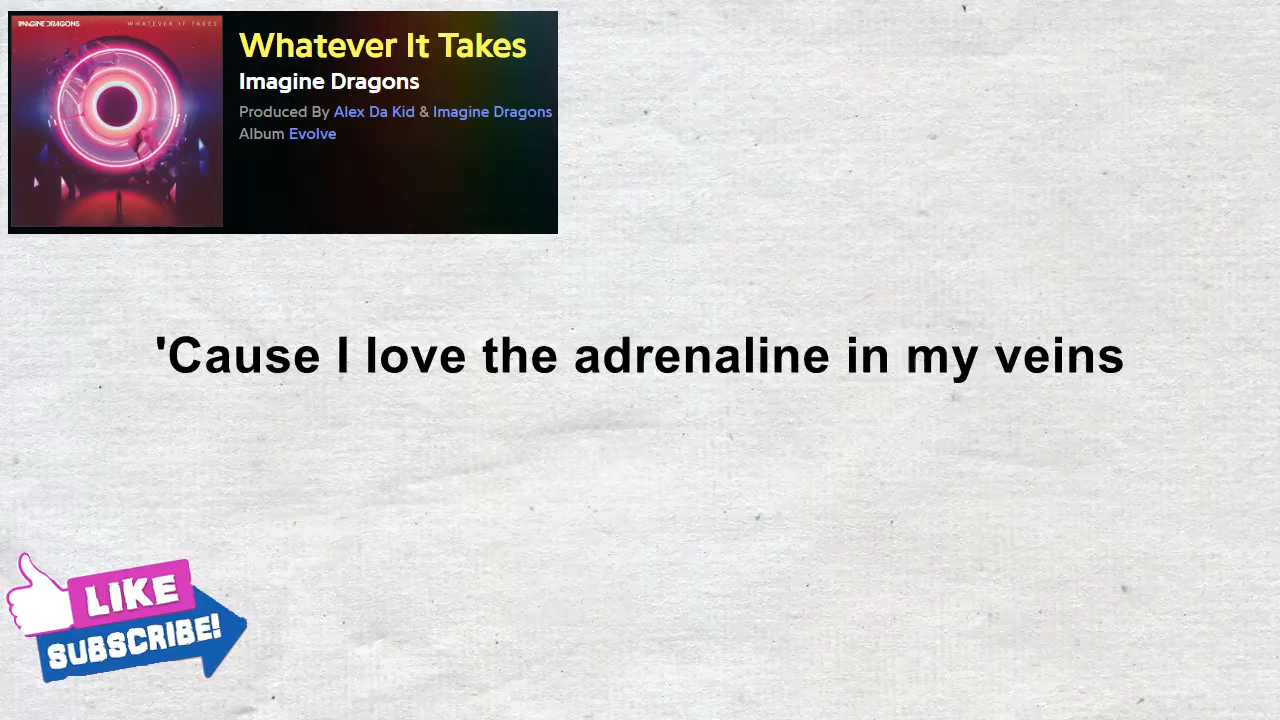 IMAGINE DRAGONS
WHATEVER IT TAKES
Whatever It Takes
Imagine Dragons
Produced By Alex Da Kid & Imagine Dragons
Album Evolve
'Cause I love the adrenaline in my veins
LIKE
SUBSCRIBE!